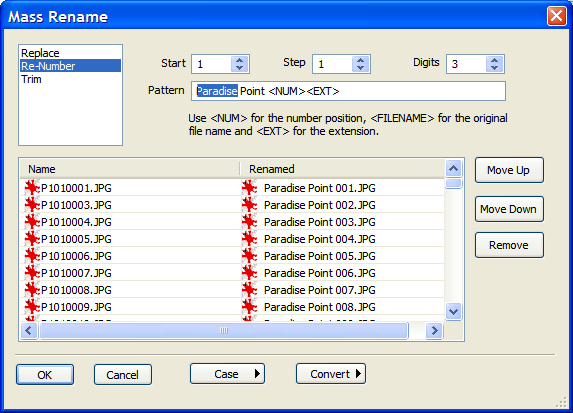 Mass Rename
Replace
Re-Number
Trim
Start 1 Step 1 Digits 3
Pattern Paradise Point <NUM><EXT>
Use <NUM> for the number position, <FILENAME> for the original
file name and <EXT> for the extension.
Name Renamed
P1010001.JPG Paradise Point 001.JPG
P1010003.JPG Paradise Point 002.JPG
P1010004.JPG Paradise Point 003.JPG
P1010005.JPG Paradise Point 004.JPG
P1010006.JPG Paradise Point 005.JPG
P1010007.JPG Paradise Point 006.JPG
P1010008.JPG Paradise Point 007.JPG
P1010009.JPG Paradise Point 008.JPG
Move Up
Move Down
Remove
OK Cancel Case Convert